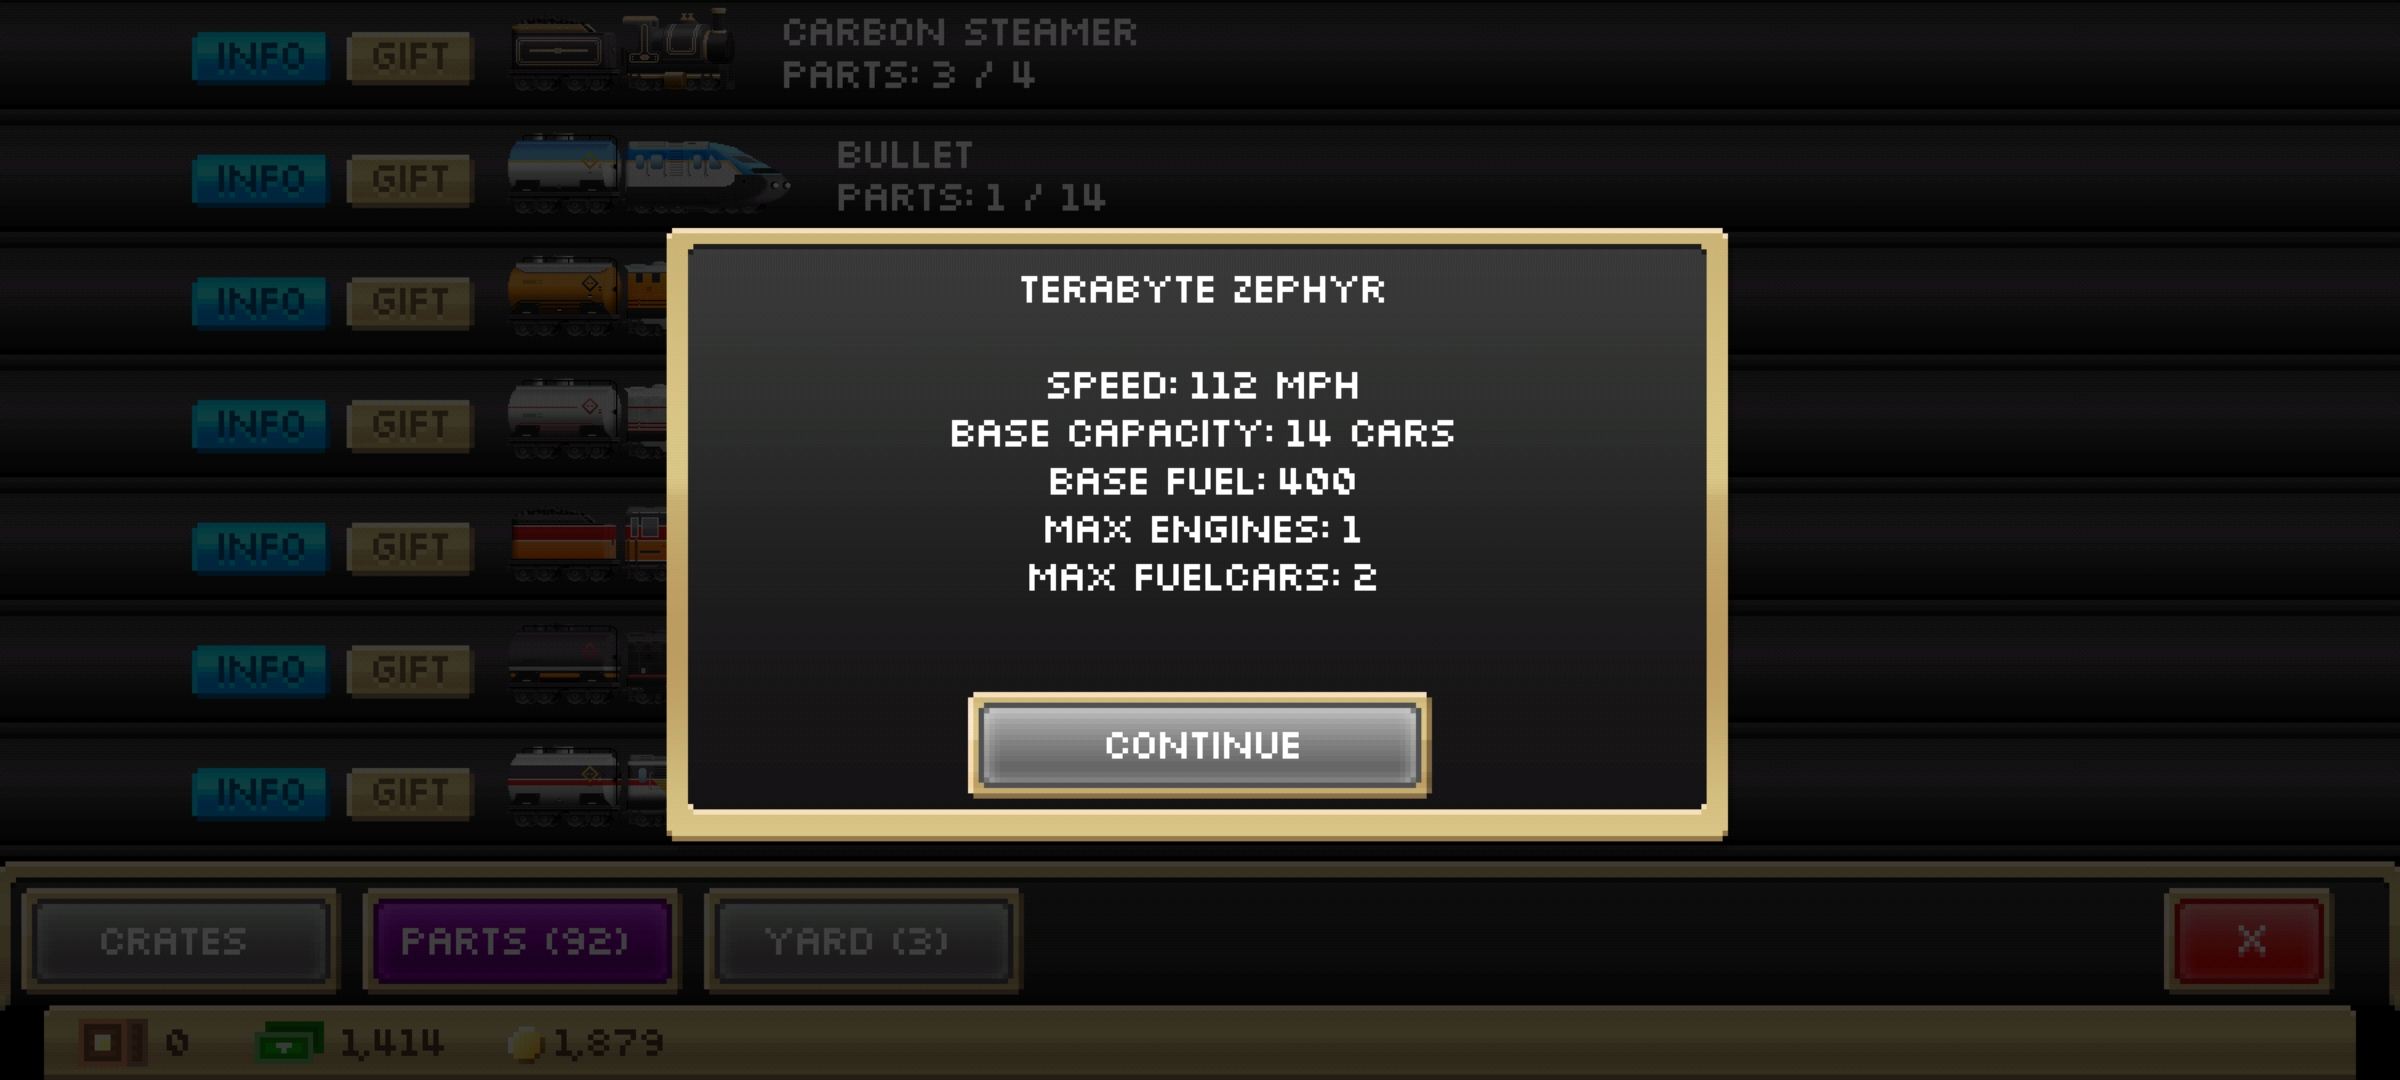 CARBON STEAMER
INFO GIFT PARTS: 3 / 4
BULLET
INFO GIFT PARTS: 1 / 14
TERABYTE ZEPHYR
INFO GIFT
SPEED: 112 MPH
INFO GIFT BASE CAPACITY: 14 CARS
BASE FUEL: 400
MAX ENGINES: 1
INFO GIFT
MAX FUELCARS: 2
INFO GIFT
CONTINUE
INFO GIFT
CRATES PARTS (92) YARD (3) X
0 1,414 1,879